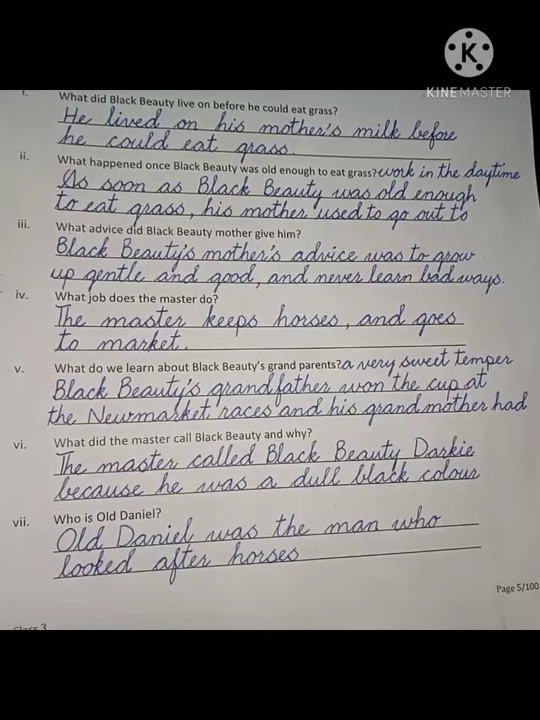 K
KINEMASTER
i. What did Black Beauty live on before he could eat grass?
He lived on his mother's milk before
he could eat grass.
ii. What happened once Black Beauty was old enough to eat grass? work in the daytime
As soon as Black Beauty was old enough
to eat grass, his mother used to go out to
iii. What advice did Black Beauty mother give him?
Black Beauty's mother's advice was to grow
up gentle and good, and never learn bad ways.
iv. What job does the master do?
The master keeps horses, and goes
to market.
v. What do we learn about Black Beauty's grand parents? a very sweet temper
Black Beauty's grandfather won the cup at
the Newmarket races and his grandmother had
vi. What did the master call Black Beauty and why?
The master called Black Beauty Darkie
because he was a dull black colour
vii. Who is Old Daniel?
Old Daniel was the man who
looked after horses
Page 5/100
Class 3